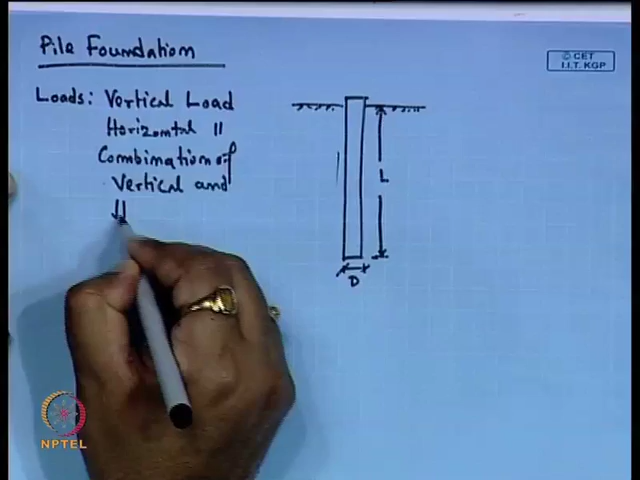 Pile Foundation
© CET
I.I.T. KGP
Loads: Vertical Load
Horizontal "
Combination of
Vertical and
L
D
NPTEL